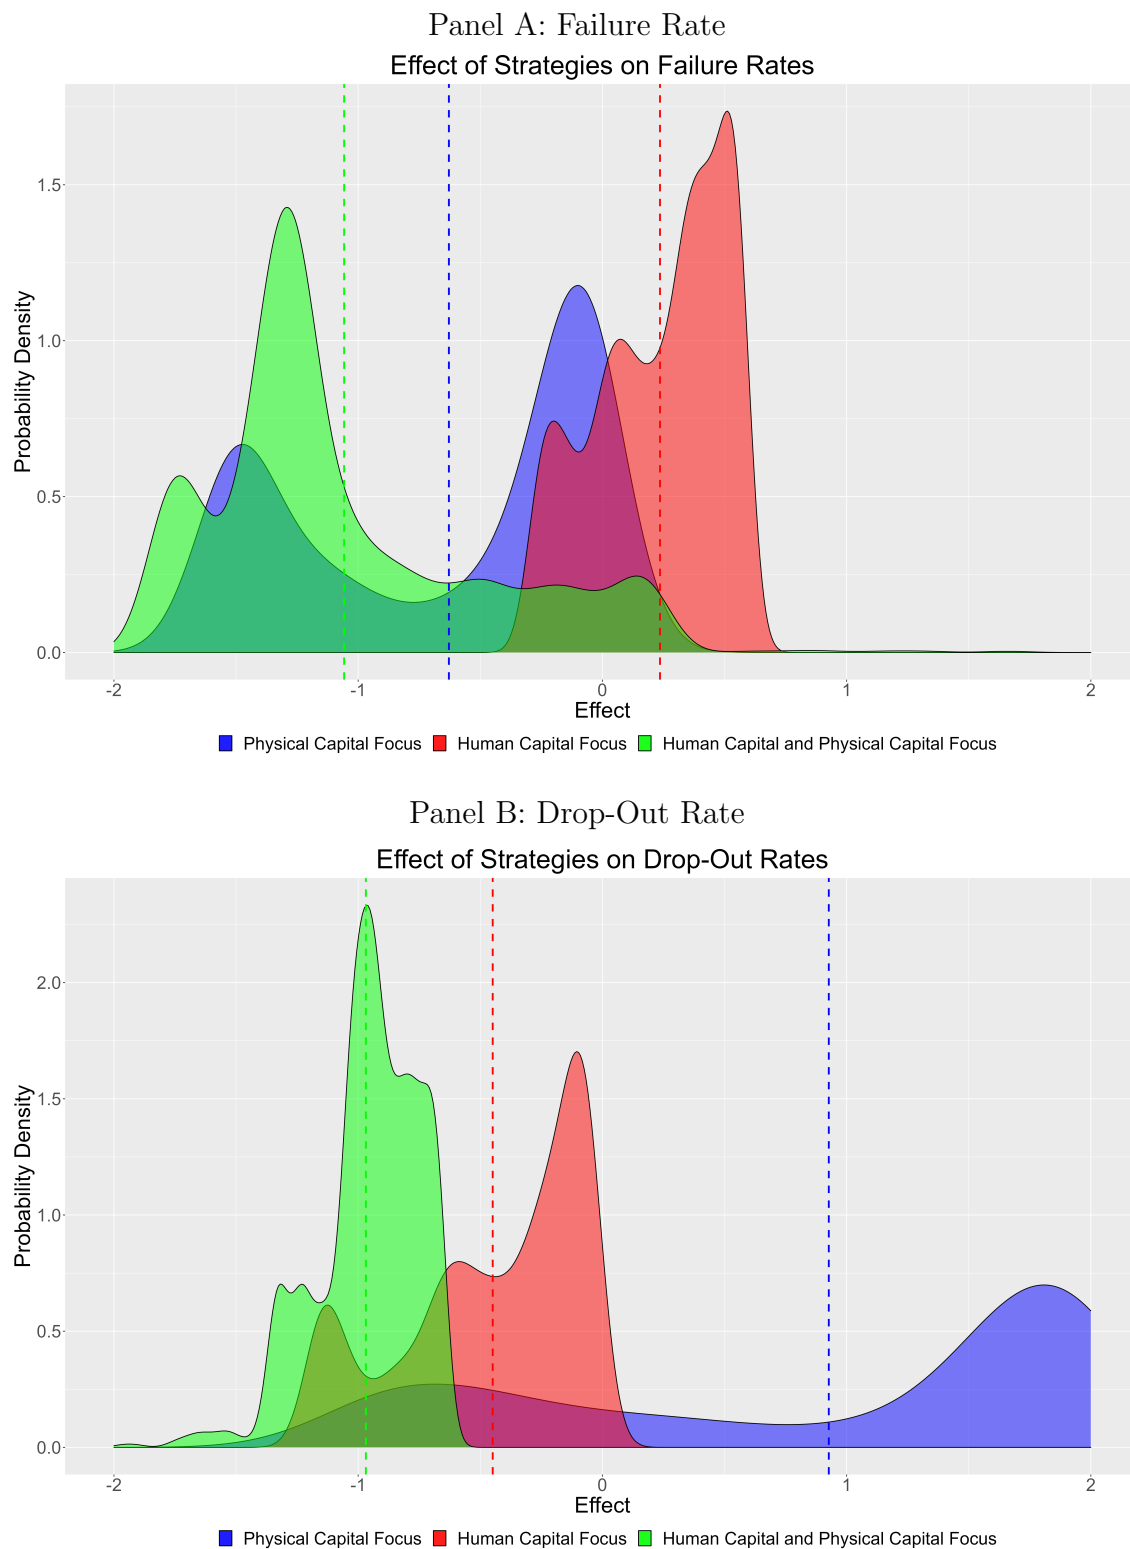 Panel A: Failure Rate
Effect of Strategies on Failure Rates
Probability Density
1.5
1.0
0.5
0.0
-2 -1 0 1 2
Effect
Physical Capital Focus Human Capital Focus Human Capital and Physical Capital Focus
Panel B: Drop-Out Rate
Effect of Strategies on Drop-Out Rates
Probability Density
2.0
1.5
1.0
0.5
0.0
-2 -1 0 1 2
Effect
Physical Capital Focus Human Capital Focus Human Capital and Physical Capital Focus